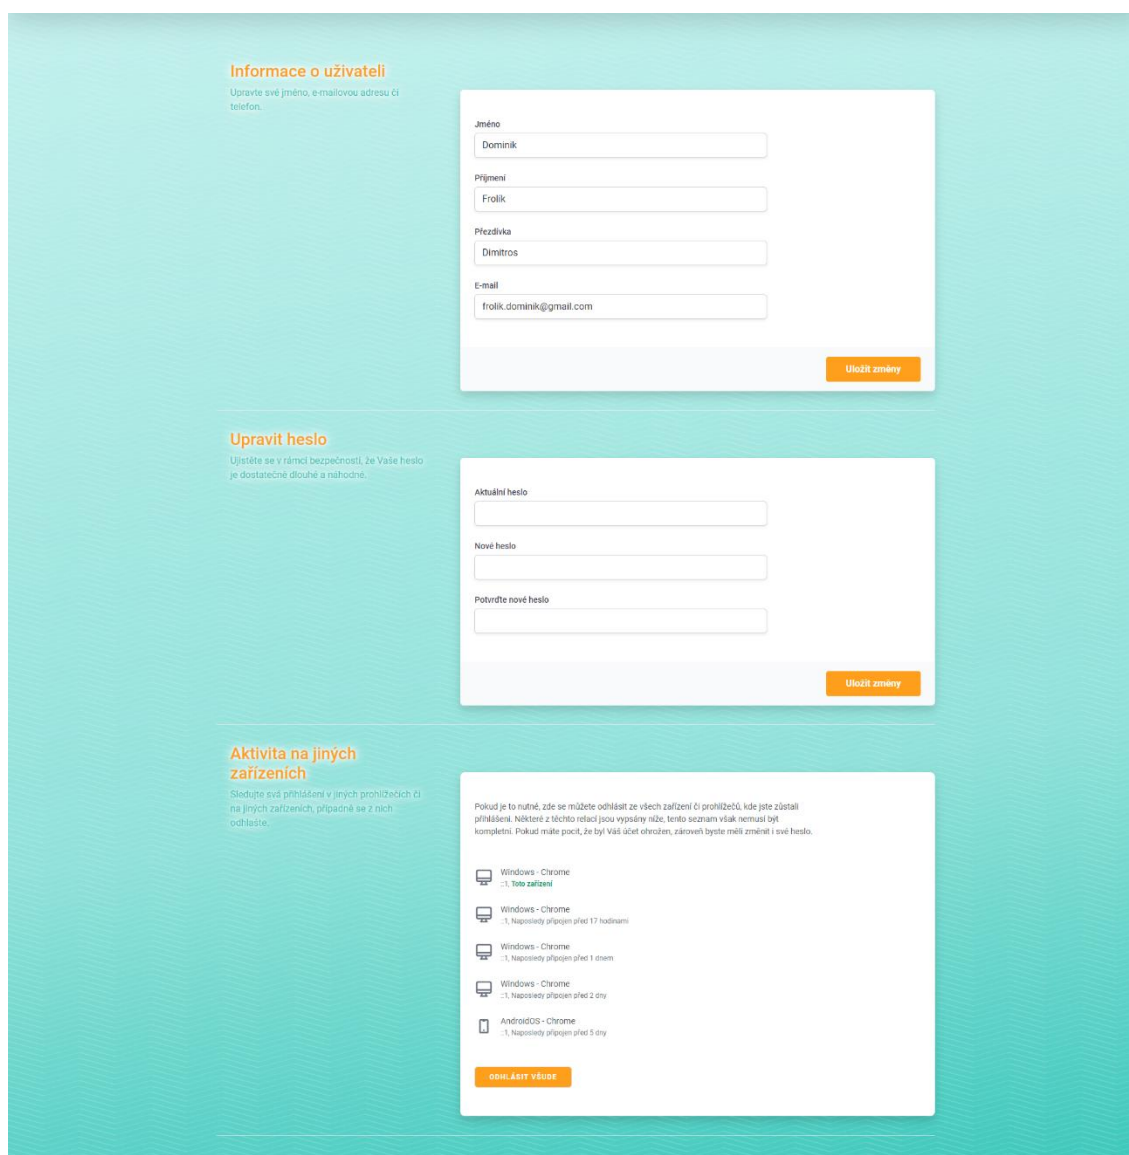 Informace o uživateli
Upravte své jméno, e-mailovou adresu či
telefon.
Jméno
Dominik
Příjmení
Frolik
Přezdívka
Dimitros
E-mail
frolik.dominik@gmail.com
Uložit změny
Upravit heslo
Ujistěte se v rámci bezpečnosti, že Vaše heslo
je dostatečně dlouhé a náhodné.
Aktuální heslo
Nové heslo
Potvrďte nové heslo
Uložit změny
Aktivita na jiných
zařízeních
Sledujte svá přihlášení v jiných prohlížečích či
na jiných zařízeních, případně se z nich
odhlašte.
Pokud je to nutné, zde se můžete odhlásit ze všech zařízení či prohlížečů, kde jste zůstali
přihlášeni. Některé z těchto relací jsou vypsány níže, tento seznam však nemusí být
kompletní. Pokud máte pocit, že byl Váš účet ohrožen, zároveň byste měli změnit i své heslo.
Windows - Chrome
::1, Toto zařízení
Windows - Chrome
::1, Naposledy připojen před 17 hodinami
Windows - Chrome
::1, Naposledy připojen před 1 dnem
Windows - Chrome
::1, Naposledy připojen před 2 dny
AndroidOS - Chrome
::1, Naposledy připojen před 5 dny
ODHLÁSIT VŠUDE